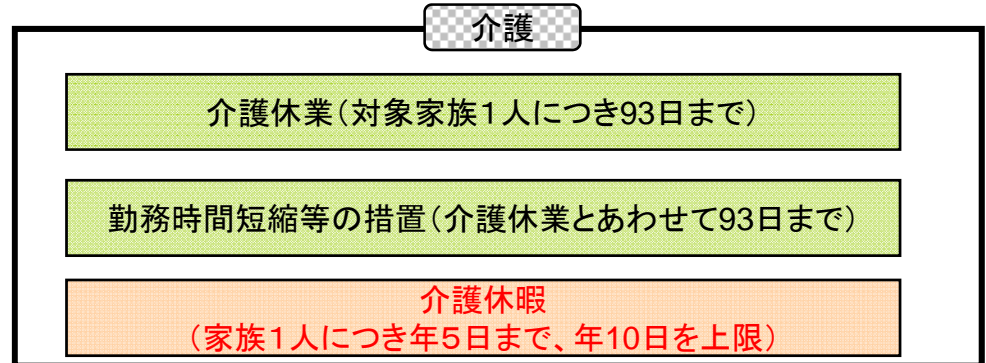 介護
介護休業（対象家族１人につき93日まで）
勤務時間短縮等の措置（介護休業とあわせて93日まで）
介護休暇
（家族１人につき年５日まで、年10日を上限）